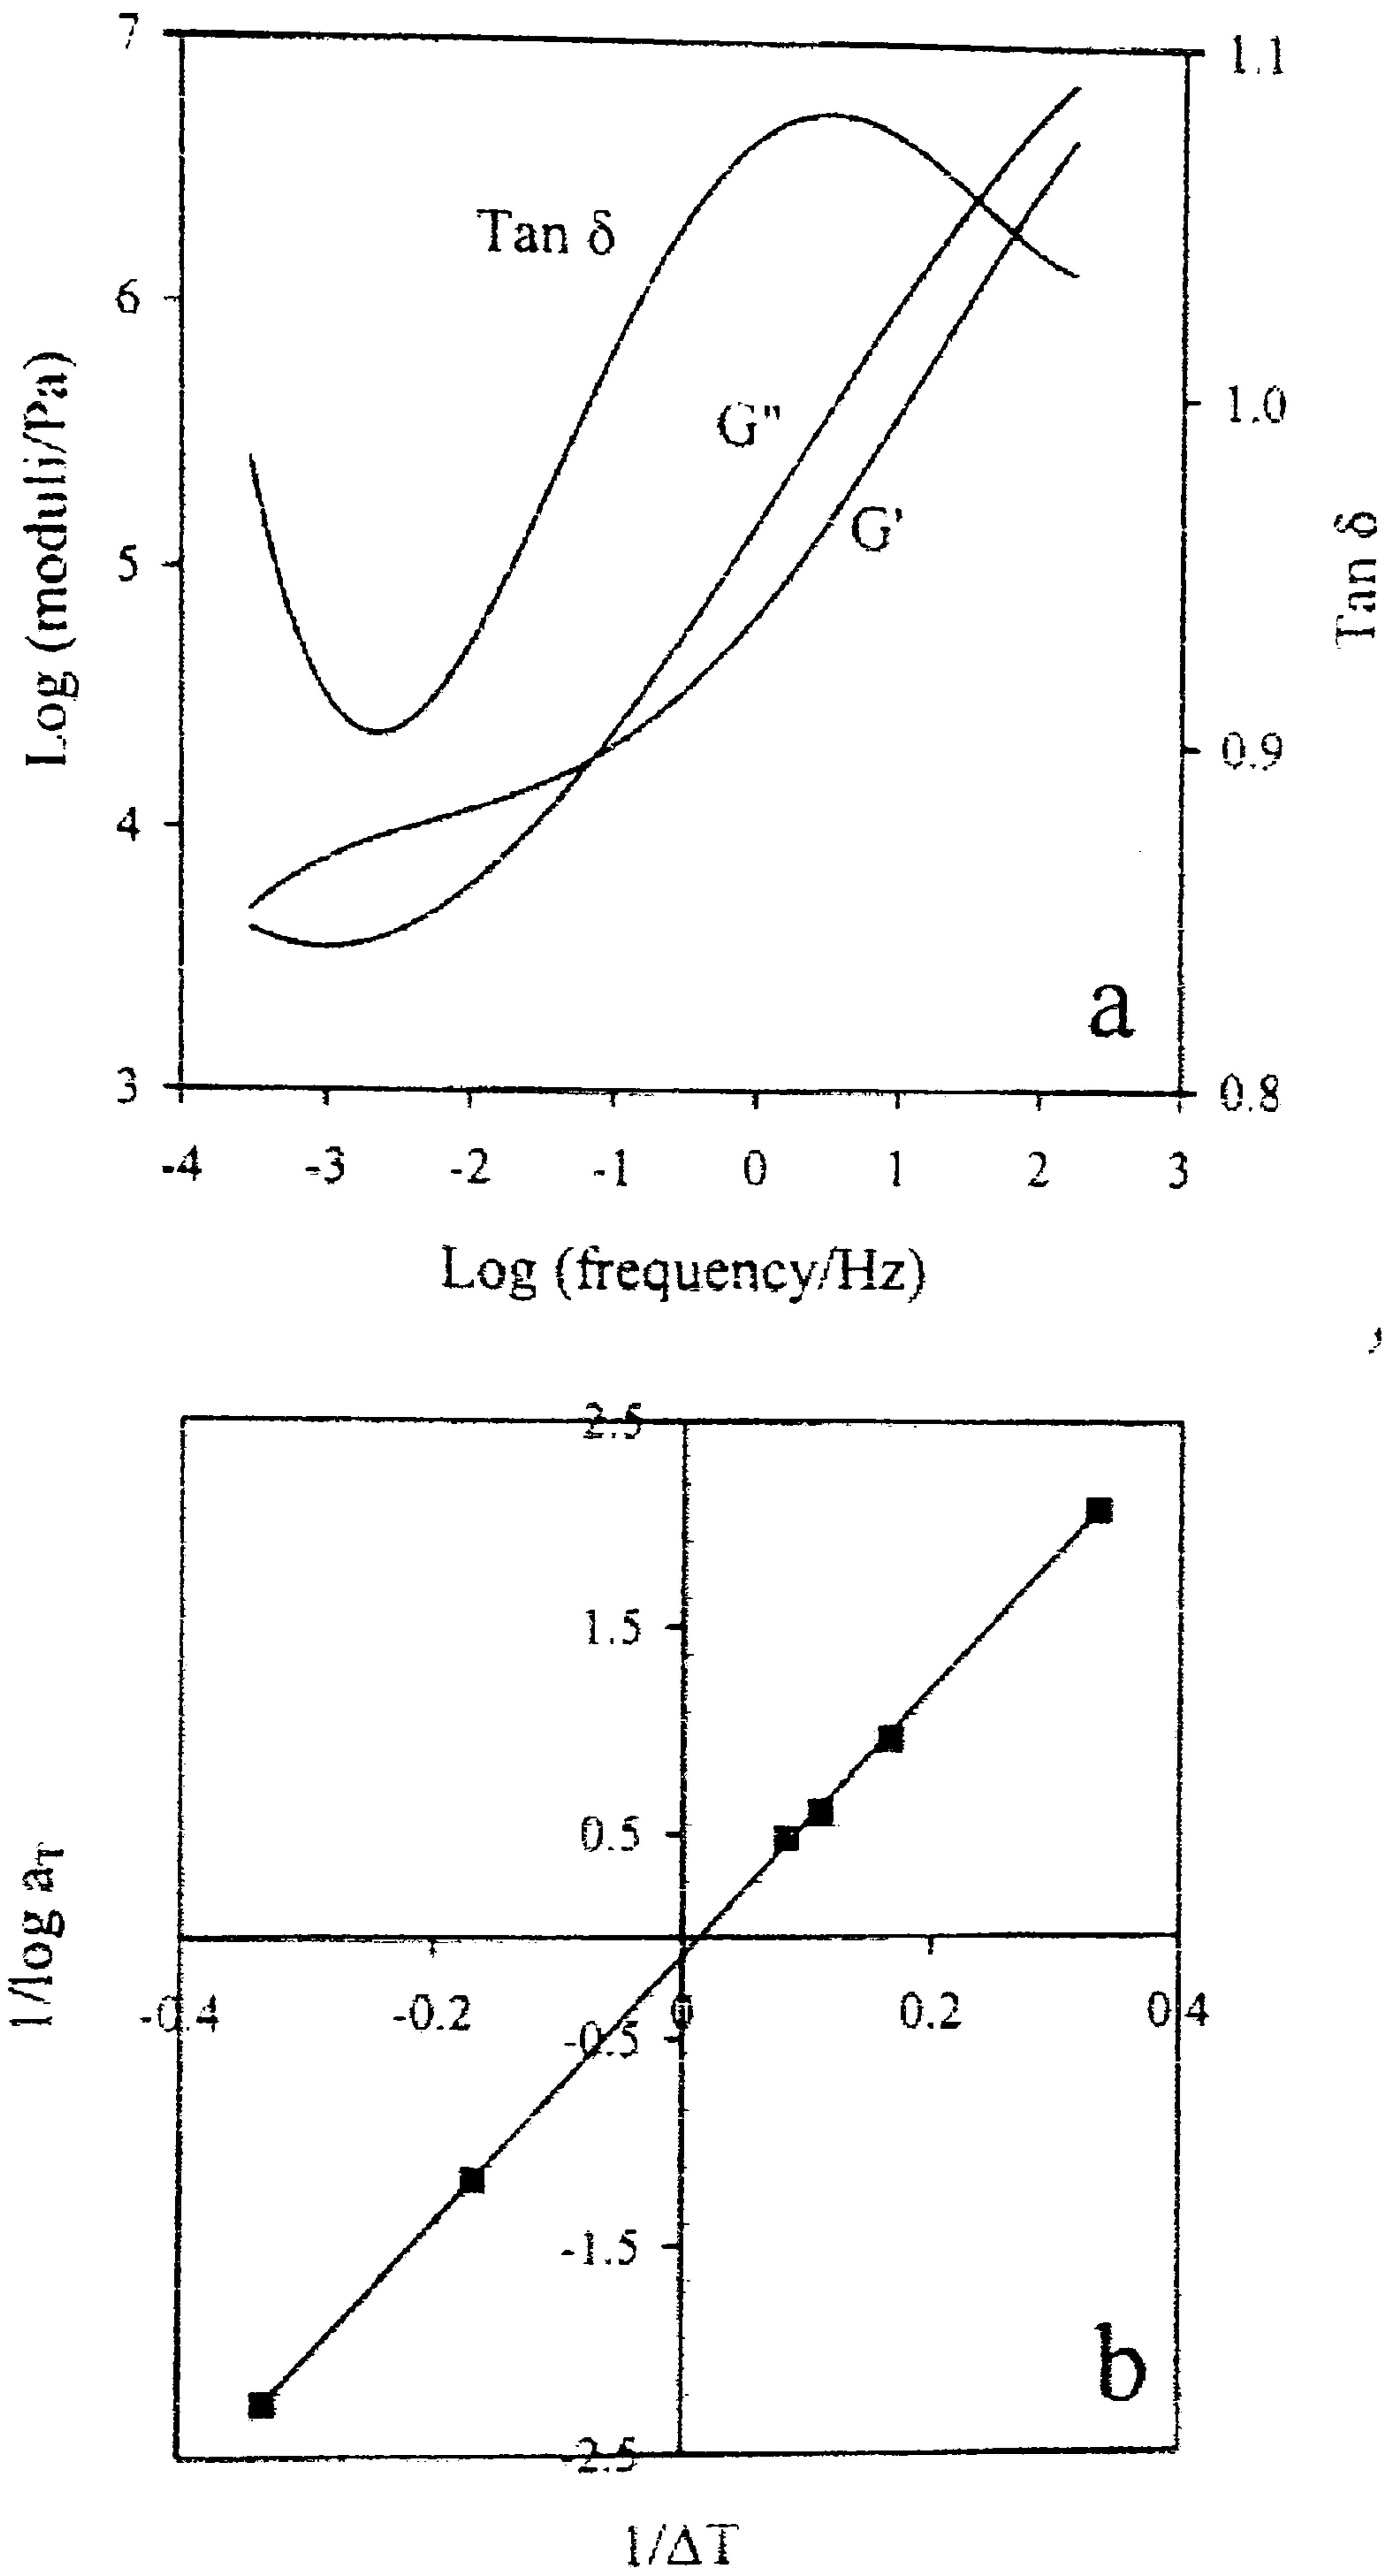 7
1.1
Tan δ
6
Log (moduli/Pa)
1.0
G"
G'
5
Tan δ
0.9
4
a
3
0.8
-4 -3 -2 -1 0 1 2 3
Log (frequency/Hz)
2.5
1.5
0.5
1/log aT
-0.4 -0.2 0 0.2 0.4
-0.5
-1.5
b
-2.5
1/ΔT